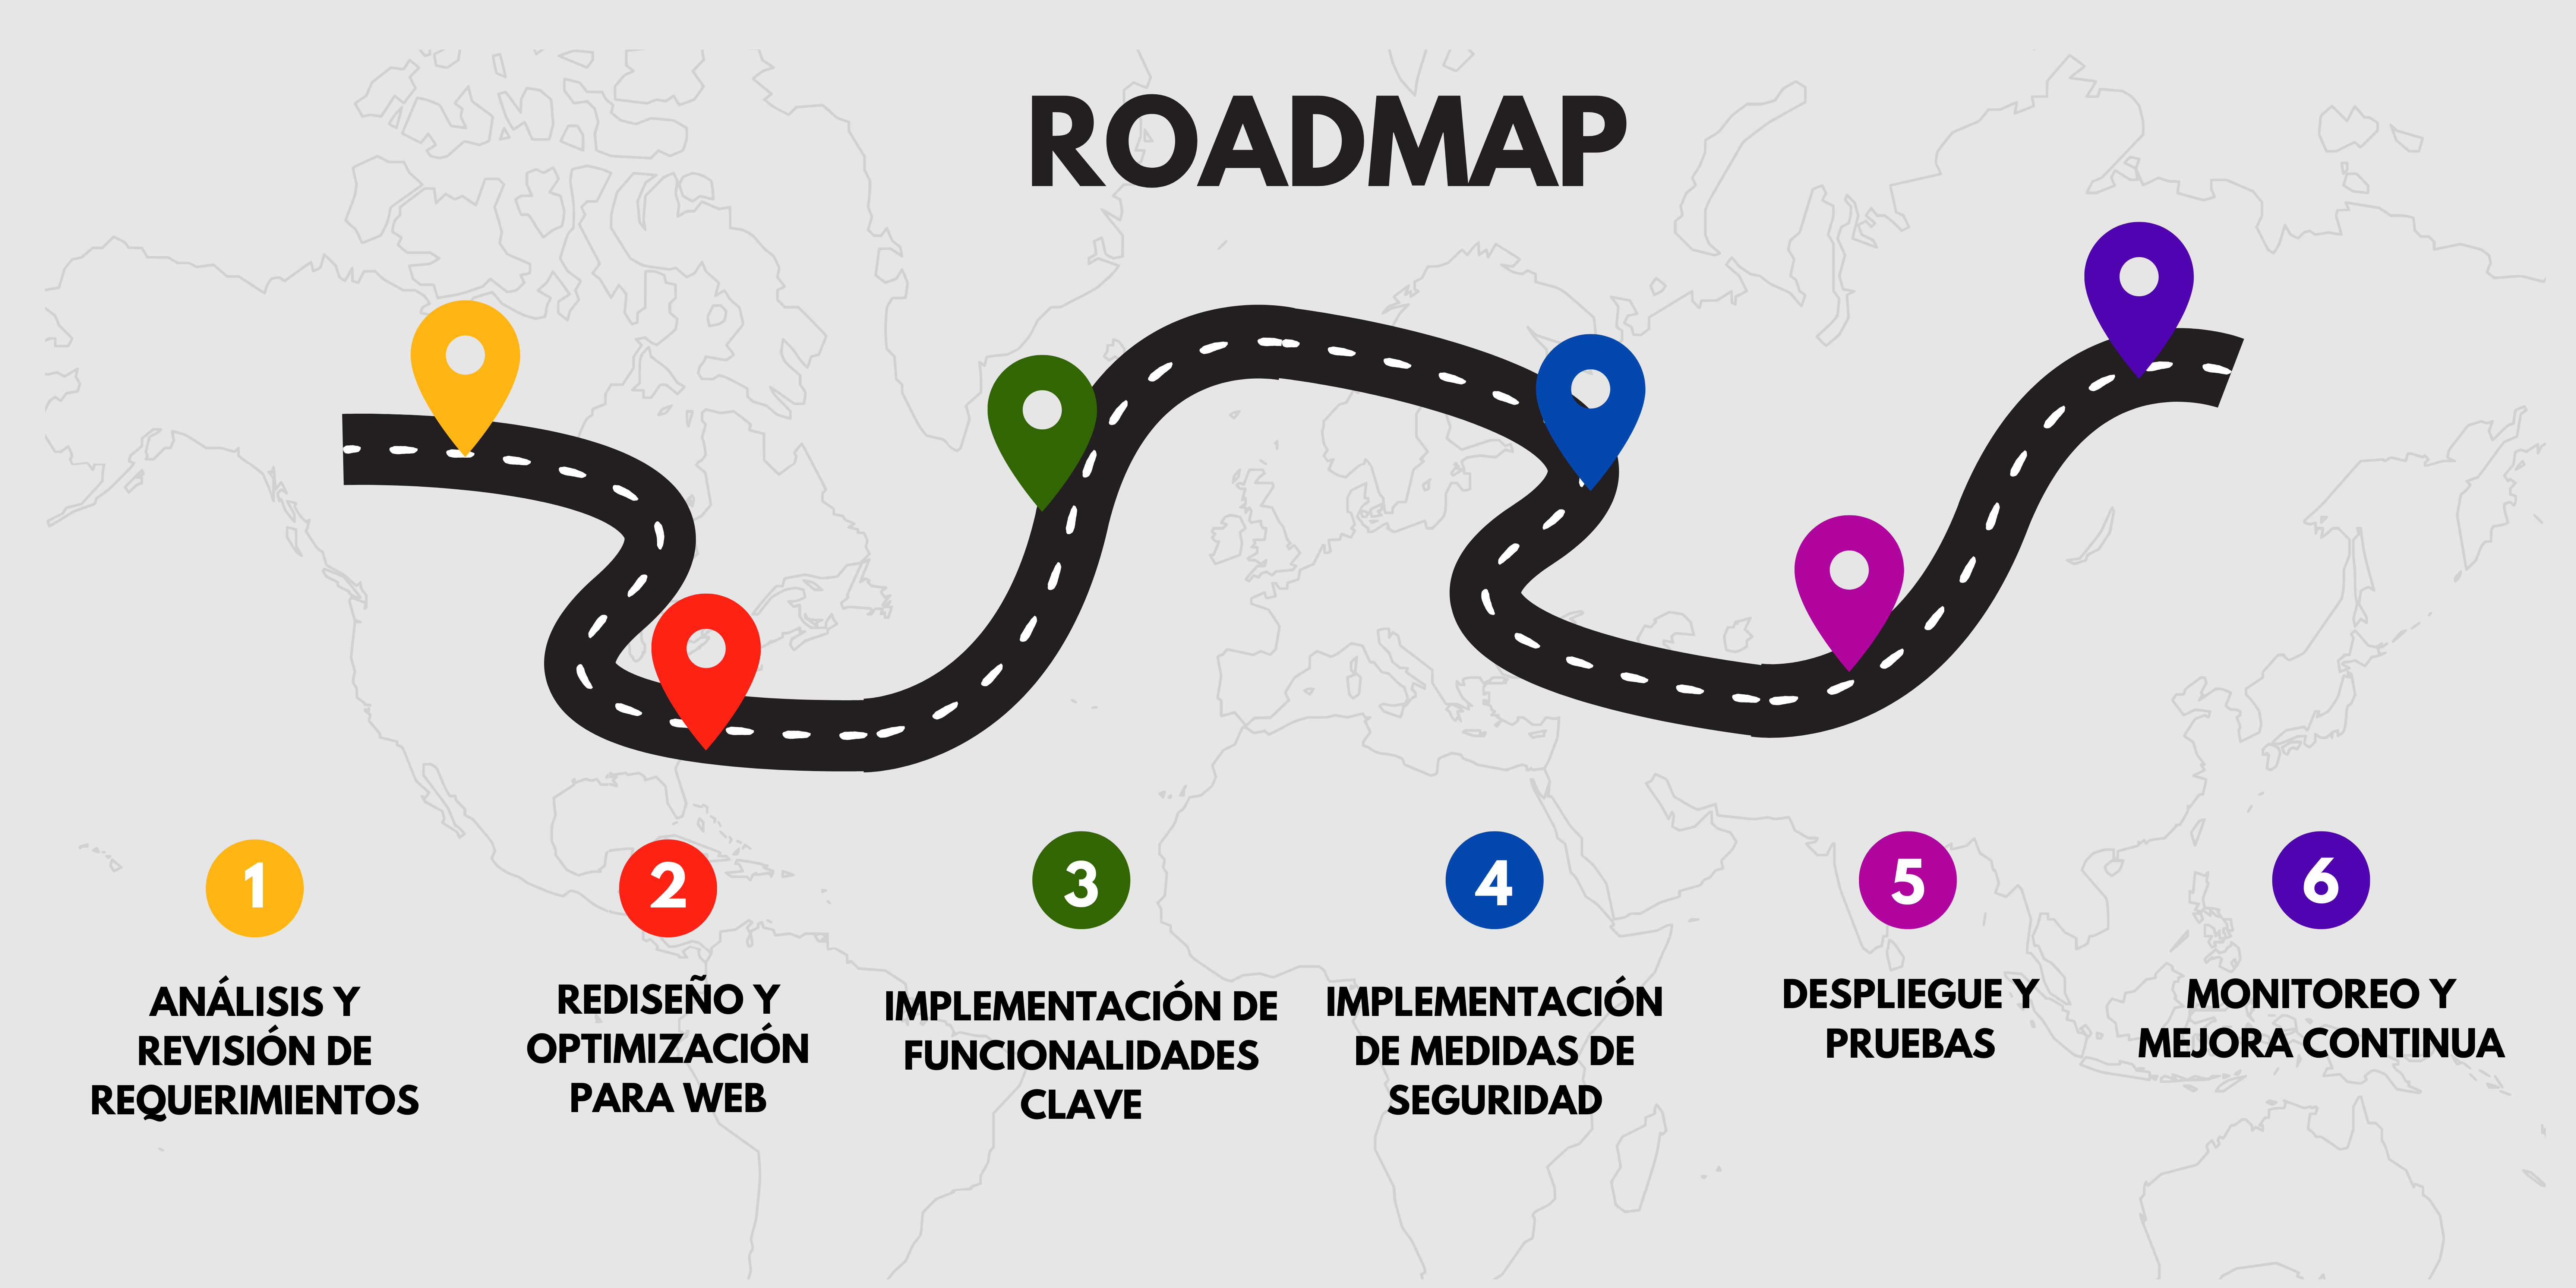 ROADMAP
1
ANÁLISIS Y
REVISIÓN DE
REQUERIMIENTOS
2
REDISEÑO Y
OPTIMIZACIÓN
PARA WEB
3
IMPLEMENTACIÓN DE
FUNCIONALIDADES
CLAVE
4
IMPLEMENTACIÓN
DE MEDIDAS DE
SEGURIDAD
5
DESPLIEGUE Y
PRUEBAS
6
MONITOREO Y
MEJORA CONTINUA